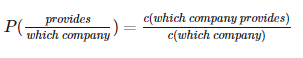 P(provides/which company) = c(which company provides)/c(which company)